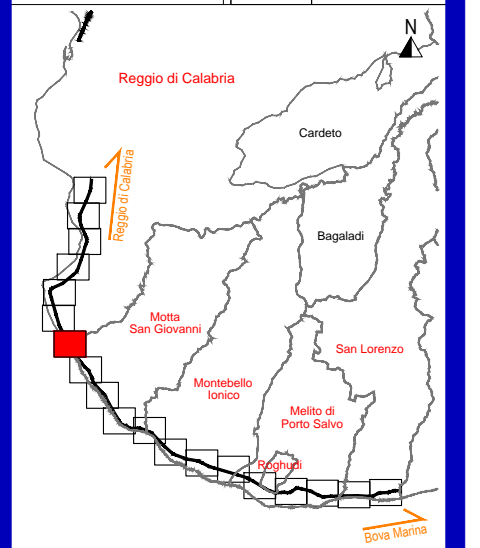 N
Reggio di Calabria
Cardeto
Reggio di Calabria
Bagaladi
Motta
San Giovanni
San Lorenzo
Montebello
Ionico
Melito di
Porto Salvo
Roghudi
Bova Marina